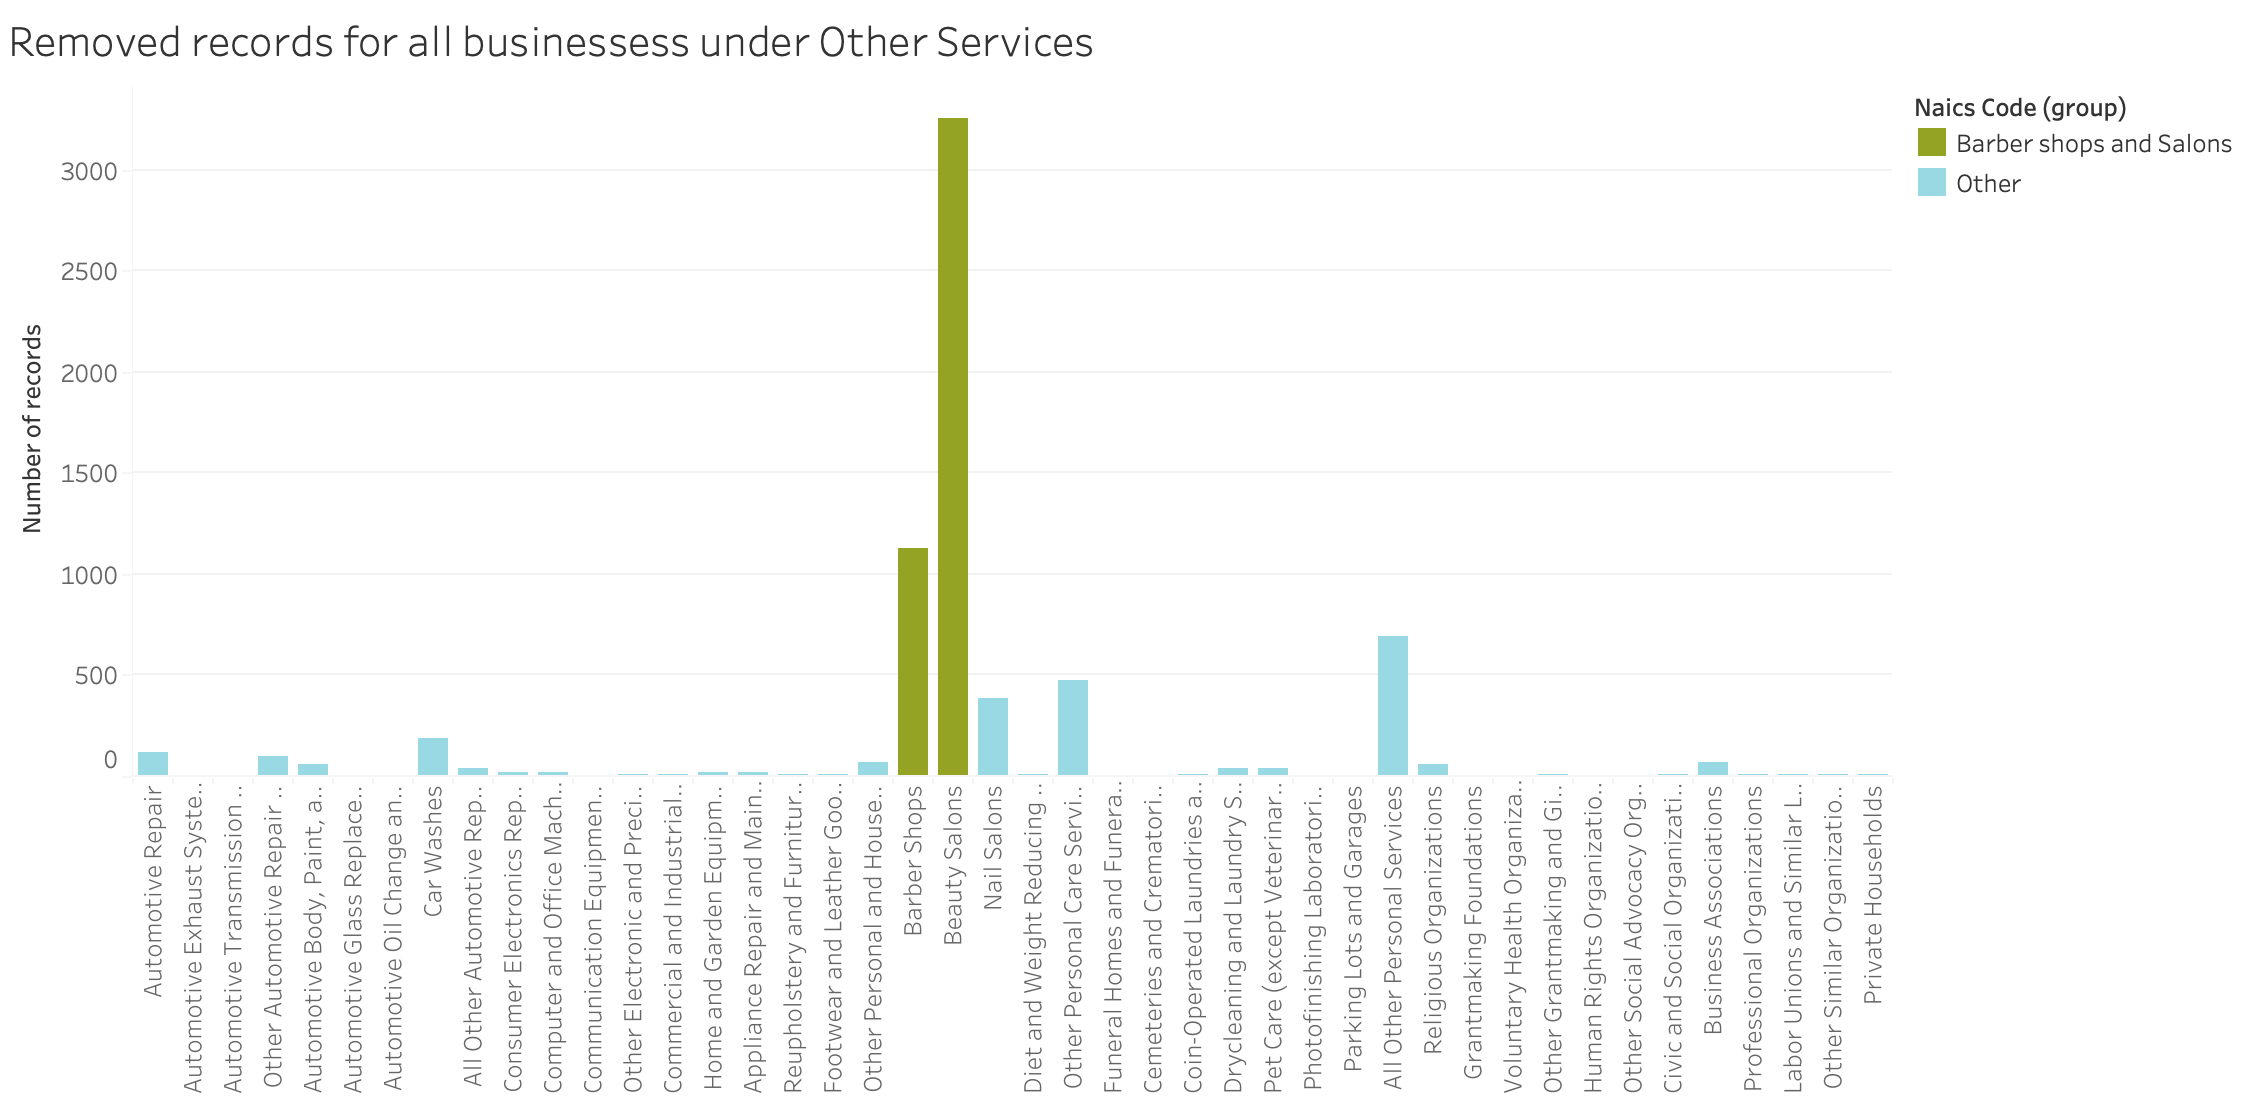 Removed records for all businessess under Other Services
Naics Code (group)
Barber shops and Salons
Other
Number of records
3000
2500
2000
1500
1000
500
0
Automotive Repair
Automotive Exhaust Syste..
Automotive Transmission ..
Other Automotive Repair ..
Automotive Body, Paint, a..
Automotive Glass Replace..
Automotive Oil Change an..
Car Washes
All Other Automotive Rep..
Consumer Electronics Rep..
Computer and Office Mach..
Communication Equipmen..
Other Electronic and Preci..
Commercial and Industrial..
Home and Garden Equipm..
Appliance Repair and Main..
Reupholstery and Furnitur..
Footwear and Leather Goo..
Other Personal and House..
Barber Shops
Beauty Salons
Nail Salons
Diet and Weight Reducing ..
Other Personal Care Servi..
Funeral Homes and Funera..
Cemeteries and Crematori..
Coin-Operated Laundries a..
Drycleaning and Laundry S..
Pet Care (except Veterinar..
Photofinishing Laboratori..
Parking Lots and Garages
All Other Personal Services
Religious Organizations
Grantmaking Foundations
Voluntary Health Organiza..
Other Grantmaking and Gi..
Human Rights Organizatio..
Other Social Advocacy Org..
Civic and Social Organizati..
Business Associations
Professional Organizations
Labor Unions and Similar L..
Other Similar Organizatio..
Private Households